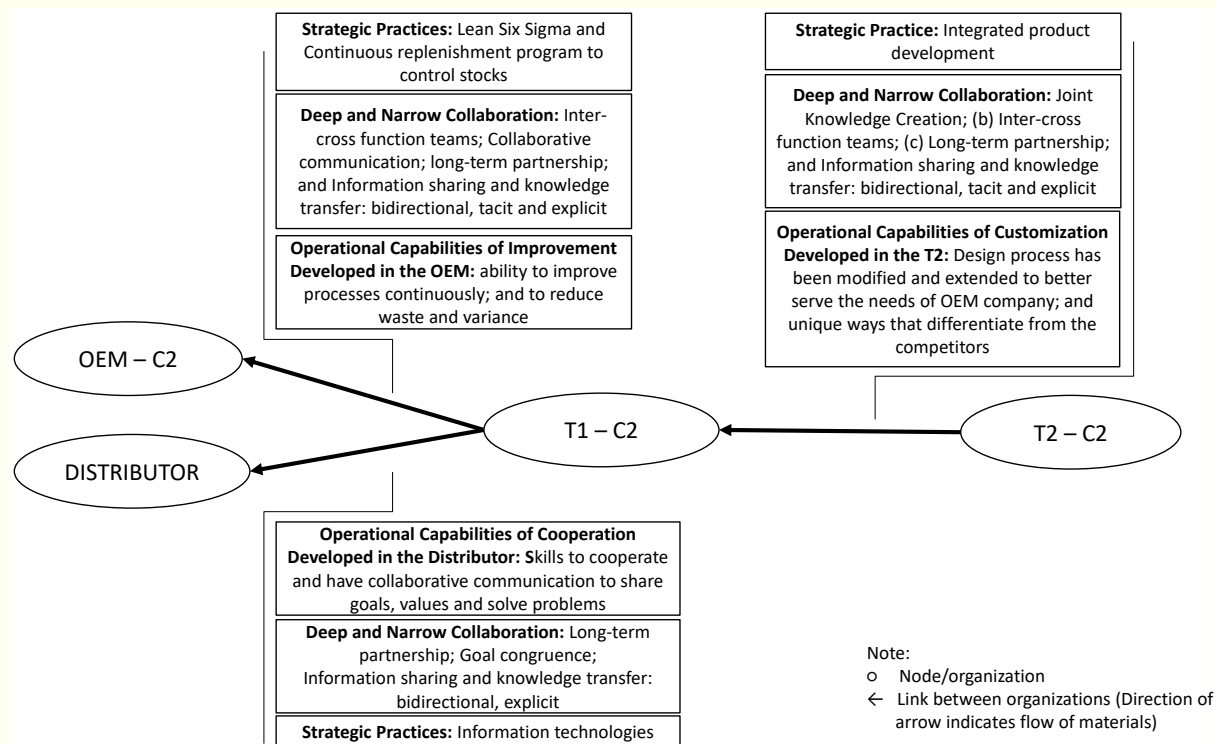 Strategic Practices: Lean Six Sigma and
Continuous replenishment program to
control stocks
Deep and Narrow Collaboration: Inter-
cross function teams; Collaborative
communication; long-term partnership;
and Information sharing and knowledge
transfer: bidirectional, tacit and explicit
Operational Capabilities of Improvement
Developed in the OEM: ability to improve
processes continuously; and to reduce
waste and variance
Strategic Practice: Integrated product
development
Deep and Narrow Collaboration: Joint
Knowledge Creation; (b) Inter-cross
function teams; (c) Long-term partnership;
and Information sharing and knowledge
transfer: bidirectional, tacit and explicit
Operational Capabilities of Customization
Developed in the T2: Design process has
been modified and extended to better
serve the needs of OEM company; and
unique ways that differentiate from the
competitors
OEM – C2
T1 – C2
T2 – C2
DISTRIBUTOR
Operational Capabilities of Cooperation
Developed in the Distributor: Skills to cooperate
and have collaborative communication to share
goals, values and solve problems
Deep and Narrow Collaboration: Long-term
partnership; Goal congruence;
Information sharing and knowledge transfer:
bidirectional, explicit
Strategic Practices: Information technologies
Note:
Node/organization
← Link between organizations (Direction of
arrow indicates flow of materials)